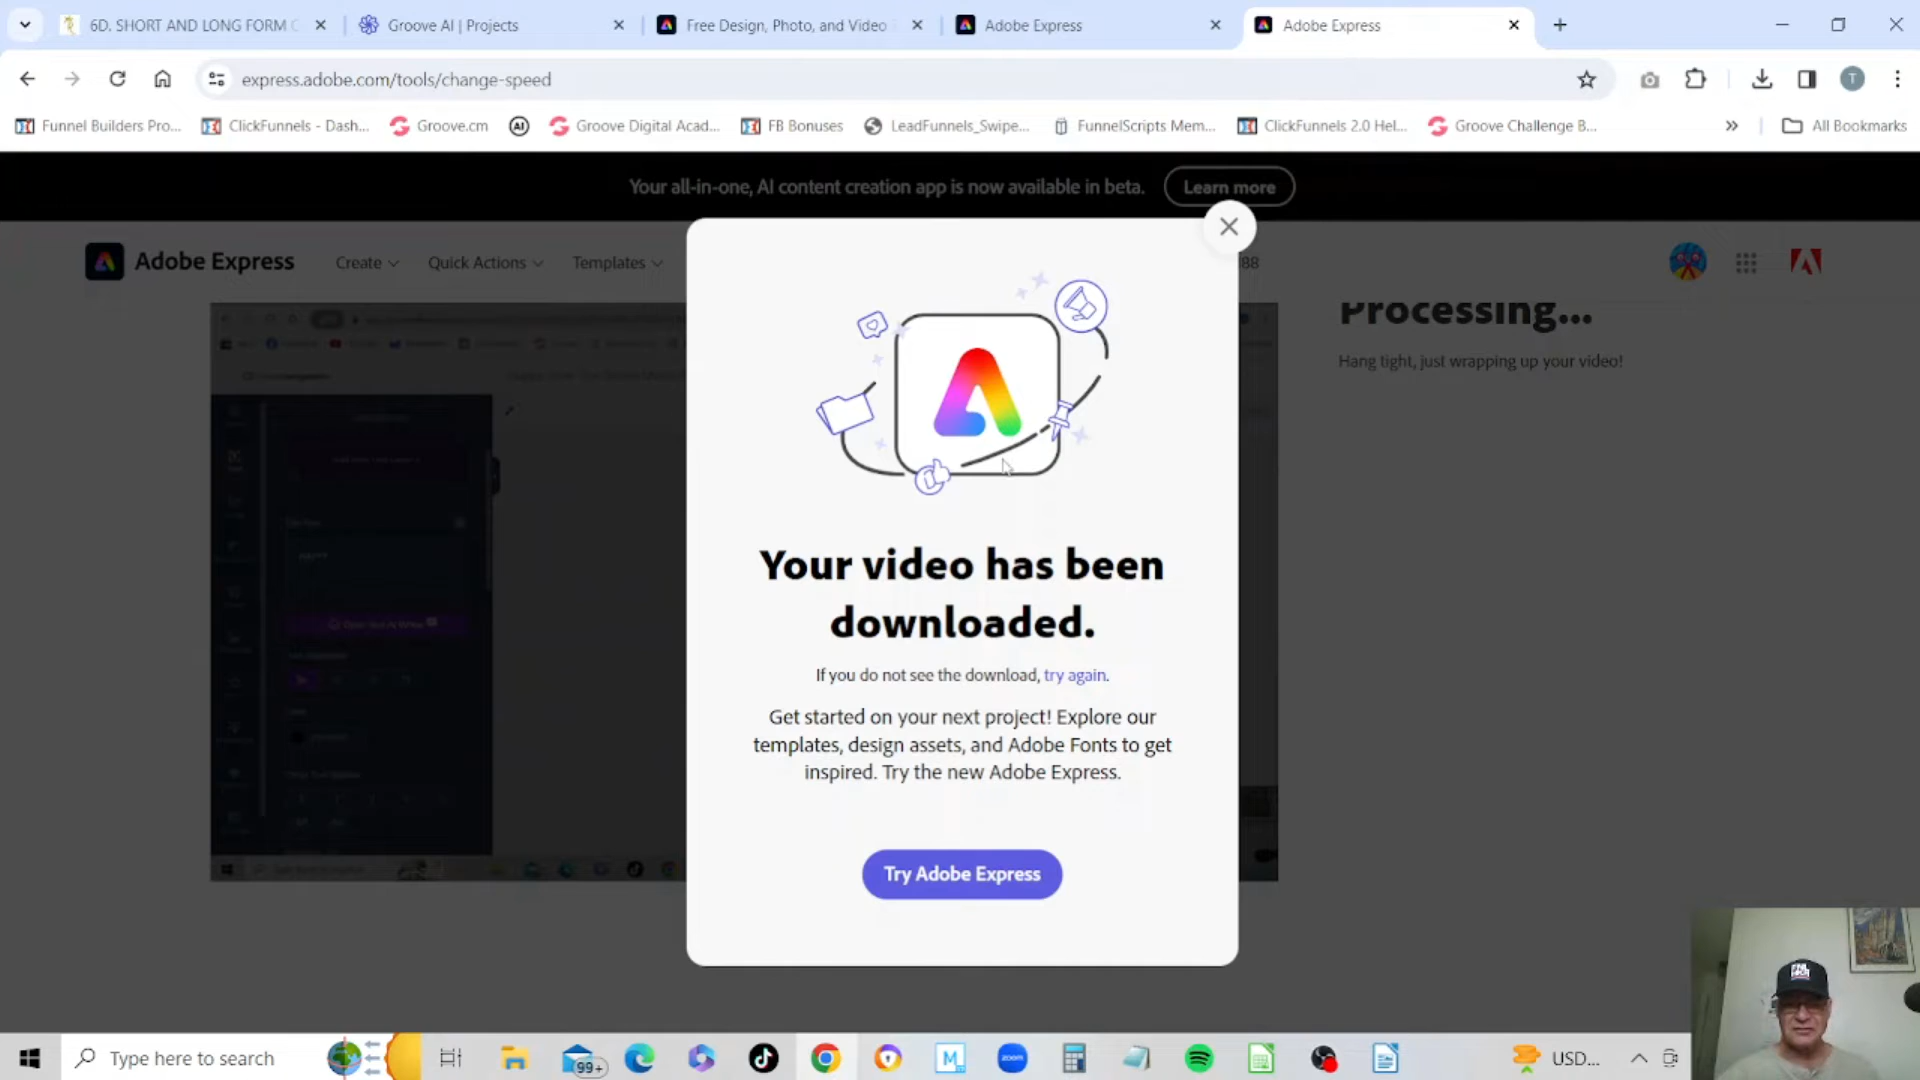 6D. SHORT AND LONG FORM C
Groove AI | Projects
Free Design, Photo, and Video
Adobe Express
Adobe Express
express.adobe.com/tools/change-speed
T
Funnel Builders Pro...
ClickFunnels - Dash...
Groove.cm
AI
Groove Digital Acad...
FB Bonuses
LeadFunnels_Swipe...
FunnelScripts Mem...
ClickFunnels 2.0 Hel...
Groove Challenge B...
All Bookmarks
Your all-in-one, AI content creation app is now available in beta.
Learn more
Adobe Express
Create
Quick Actions
Templates
88
Processing...
Hang tight, just wrapping up your video!
Your video has been
downloaded.
If you do not see the download, try again.
Get started on your next project! Explore our
templates, design assets, and Adobe Fonts to get
inspired. Try the new Adobe Express.
Try Adobe Express
Type here to search
99+
M
zoom
USD...